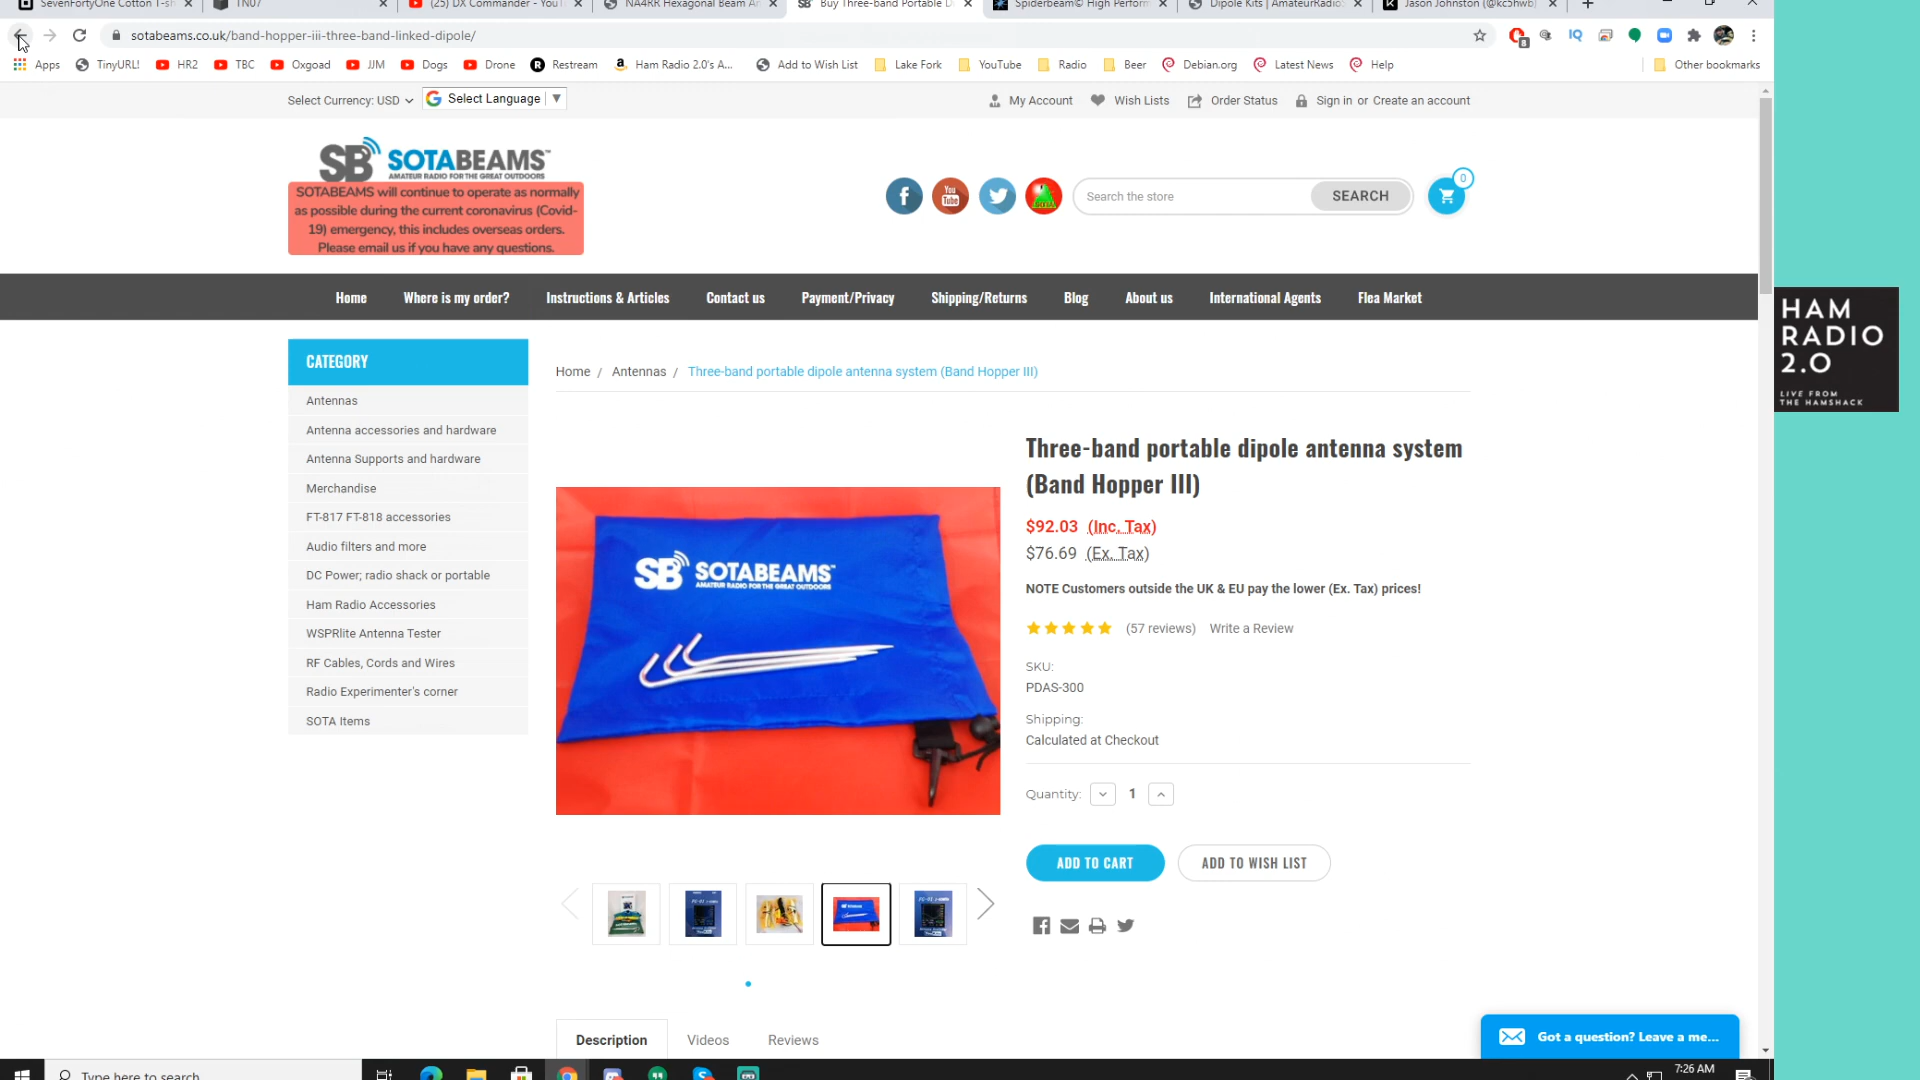 SevenFortyOne Cotton T-sh
TN07
(25) DX Commander - YouT
NA4RR Hexagonal Beam An
Buy Three-band Portable D
Spiderbeam© High Perform
Dipole Kits | AmateurRadioS
Jason Johnston (@kc5hwb)
sotabeams.co.uk/band-hopper-iii-three-band-linked-dipole/
Apps TinyURL! HR2 TBC Oxgoad JJM Dogs Drone Restream Ham Radio 2.0's A... Add to Wish List Lake Fork YouTube Radio Beer Debian.org Latest News Help Other bookmarks
Select Currency: USD Select Language My Account Wish Lists Order Status Sign in or Create an account
SB SOTABEAMS
AMATEUR RADIO FOR THE GREAT OUTDOORS
SOTABEAMS will continue to operate as normally
as possible during the current coronavirus (Covid-
19) emergency, this includes overseas orders.
Please email us if you have any questions.
You
Tube
Search the store SEARCH 0
Home Where is my order? Instructions & Articles Contact us Payment/Privacy Shipping/Returns Blog About us International Agents Flea Market
CATEGORY
Antennas
Antenna accessories and hardware
Antenna Supports and hardware
Merchandise
FT-817 FT-818 accessories
Audio filters and more
DC Power; radio shack or portable
Ham Radio Accessories
WSPRlite Antenna Tester
RF Cables, Cords and Wires
Radio Experimenter's corner
SOTA Items
Home / Antennas / Three-band portable dipole antenna system (Band Hopper III)
SB SOTABEAMS
AMATEUR RADIO FOR THE GREAT OUTDOORS
Three-band portable dipole antenna system
(Band Hopper III)
$92.03 (Inc. Tax)
$76.69 (Ex. Tax)
NOTE Customers outside the UK & EU pay the lower (Ex. Tax) prices!
(57 reviews) Write a Review
SKU:
PDAS-300
Shipping:
Calculated at Checkout
Quantity: 1
ADD TO CART ADD TO WISH LIST
Description Videos Reviews
Got a question? Leave a me...
Type here to search
7:26 AM
HAM
RADIO
2.0
LIVE FROM
THE HAMSHACK